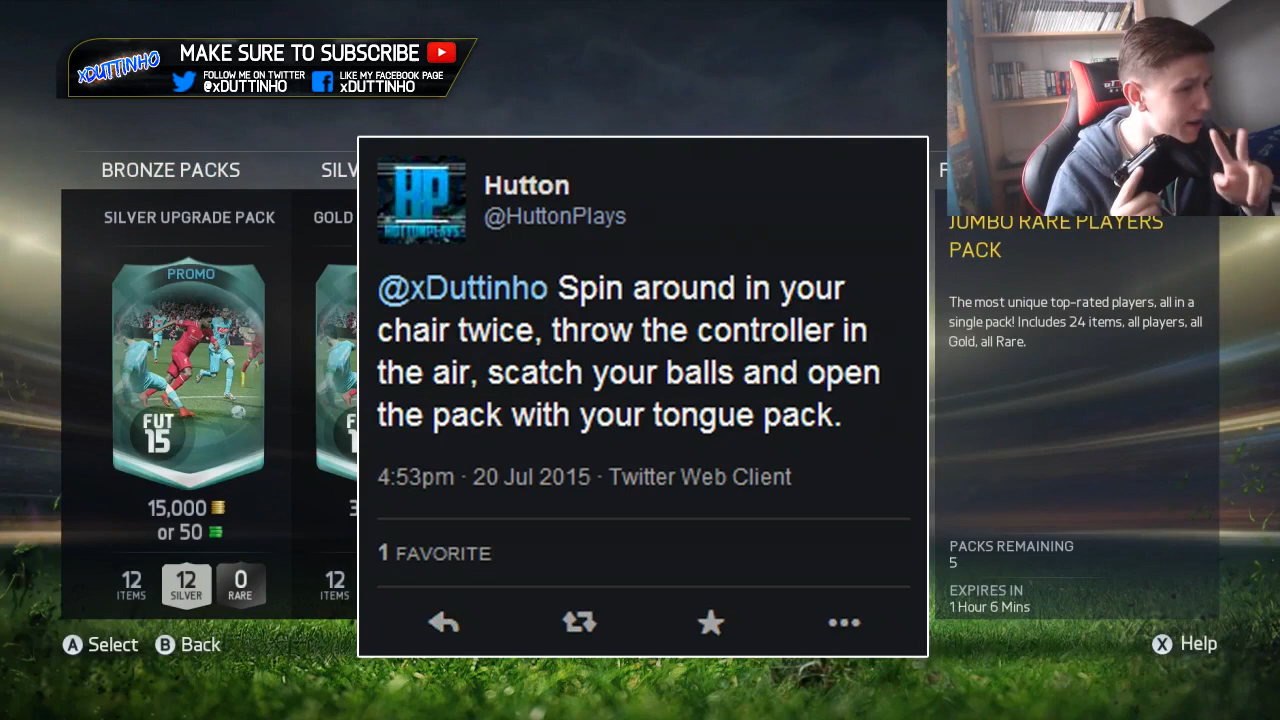 xDUTTINHO
MAKE SURE TO SUBSCRIBE
FOLLOW ME ON TWITTER
@xDUTTINHO
LIKE MY FACEBOOK PAGE
xDUTTINHO
BRONZE PACKS
SILV
F
SILVER UPGRADE PACK
GOLD
PROMO
FUT
15
15,000
or 50
12
ITEMS
12
SILVER
0
RARE
12
ITEMS
HP
HUTTONPLAYS
Hutton
@HuttonPlays
@xDuttinho Spin around in your
chair twice, throw the controller in
the air, scatch your balls and open
the pack with your tongue pack.
4:53pm · 20 Jul 2015 · Twitter Web Client
1 FAVORITE
JUMBO RARE PLAYERS
PACK
The most unique top-rated players, all in a
single pack! Includes 24 items, all players, all
Gold, all Rare.
PACKS REMAINING
5
EXPIRES IN
1 Hour 6 Mins
A Select
B Back
X Help